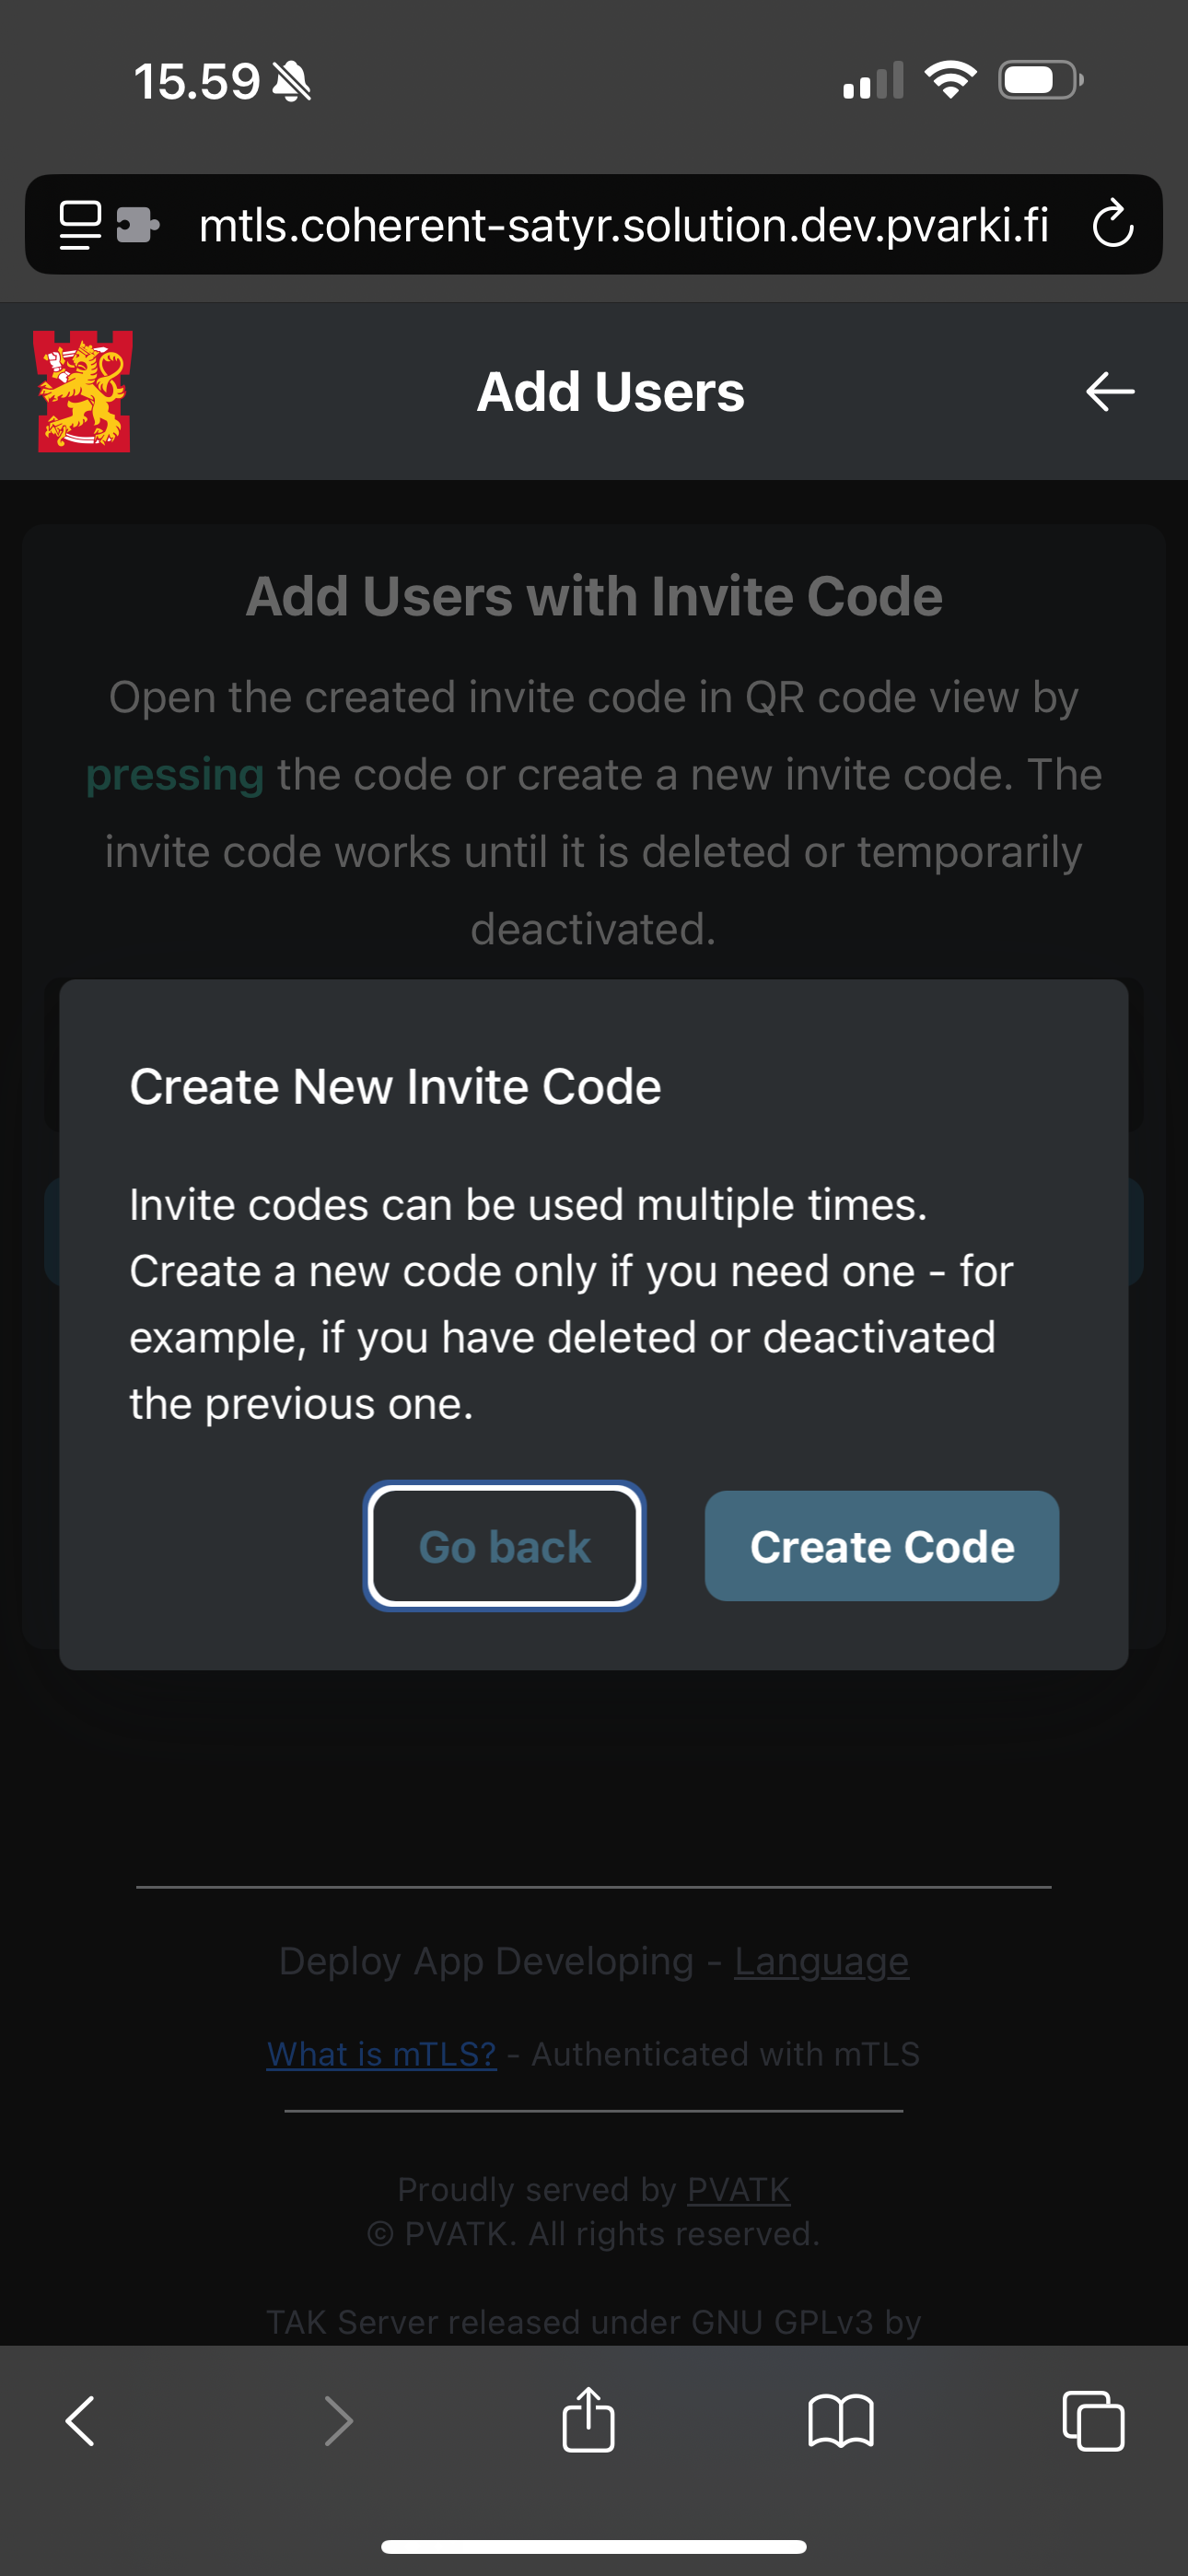 15.59
mtls.coherent-satyr.solution.dev.pvarki.fi
Add Users
Add Users with Invite Code
Open the created invite code in QR code view by
pressing the code or create a new invite code. The
invite code works until it is deleted or temporarily
deactivated.
Create New Invite Code
Invite codes can be used multiple times.
Create a new code only if you need one - for
example, if you have deleted or deactivated
the previous one.
Go back
Create Code
Deploy App Developing - Language
What is mTLS? - Authenticated with mTLS
Proudly served by PVATK
© PVATK. All rights reserved.
TAK Server released under GNU GPLv3 by